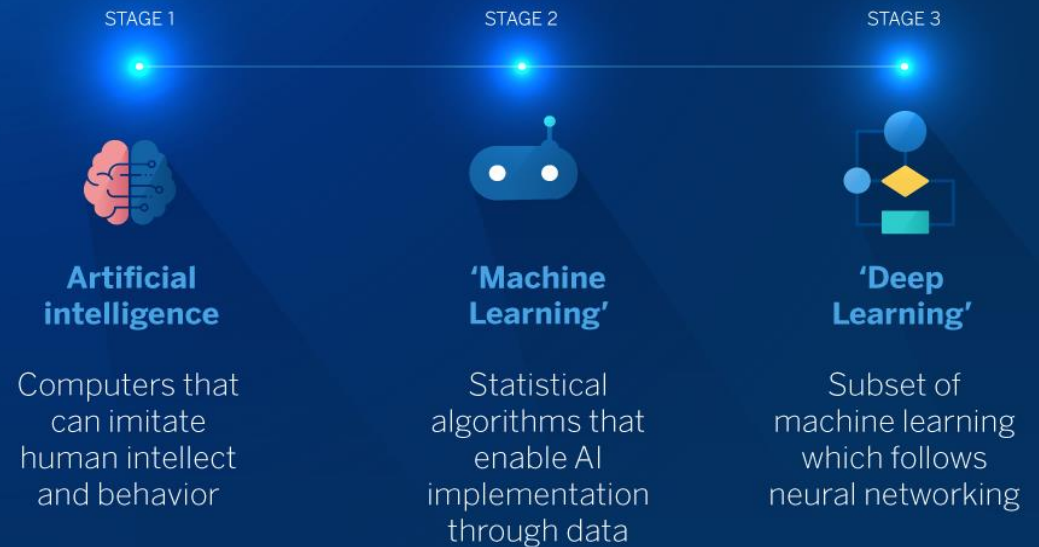 STAGE 1
Artificial
intelligence
Computers that
can imitate
human intellect
and behavior
STAGE 2
‘Machine
Learning’
Statistical
algorithms that
enable AI
implementation
through data
STAGE 3
‘Deep
Learning’
Subset of
machine learning
which follows
neural networking